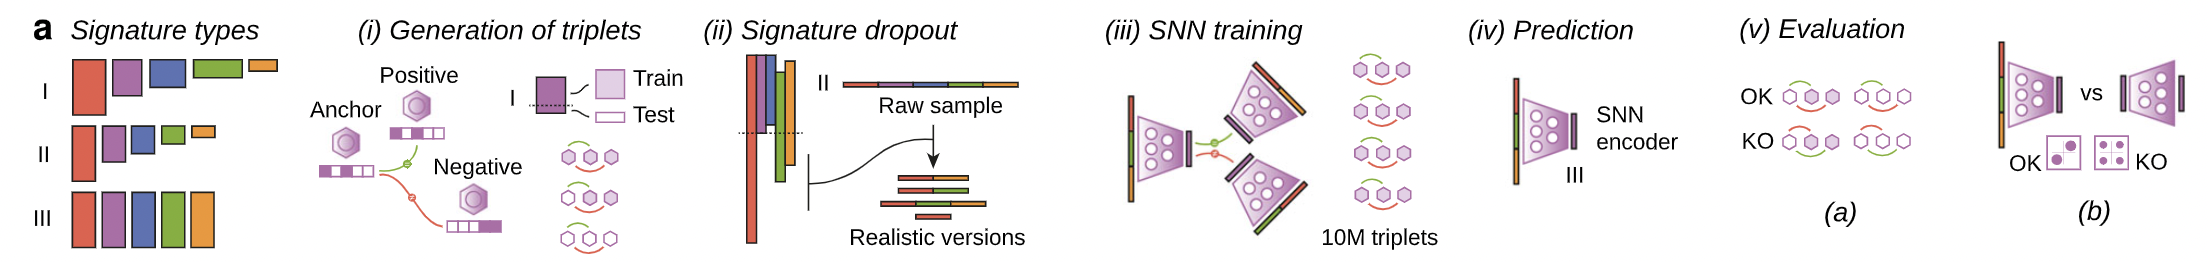 a Signature types
I
II
III
(i) Generation of triplets
Positive
Anchor
Negative
I
Train
Test
(ii) Signature dropout
II
Raw sample
Realistic versions
(iii) SNN training
10M triplets
(iv) Prediction
SNN
encoder
III
(v) Evaluation
OK
KO
(a)
vs
OK
KO
(b)